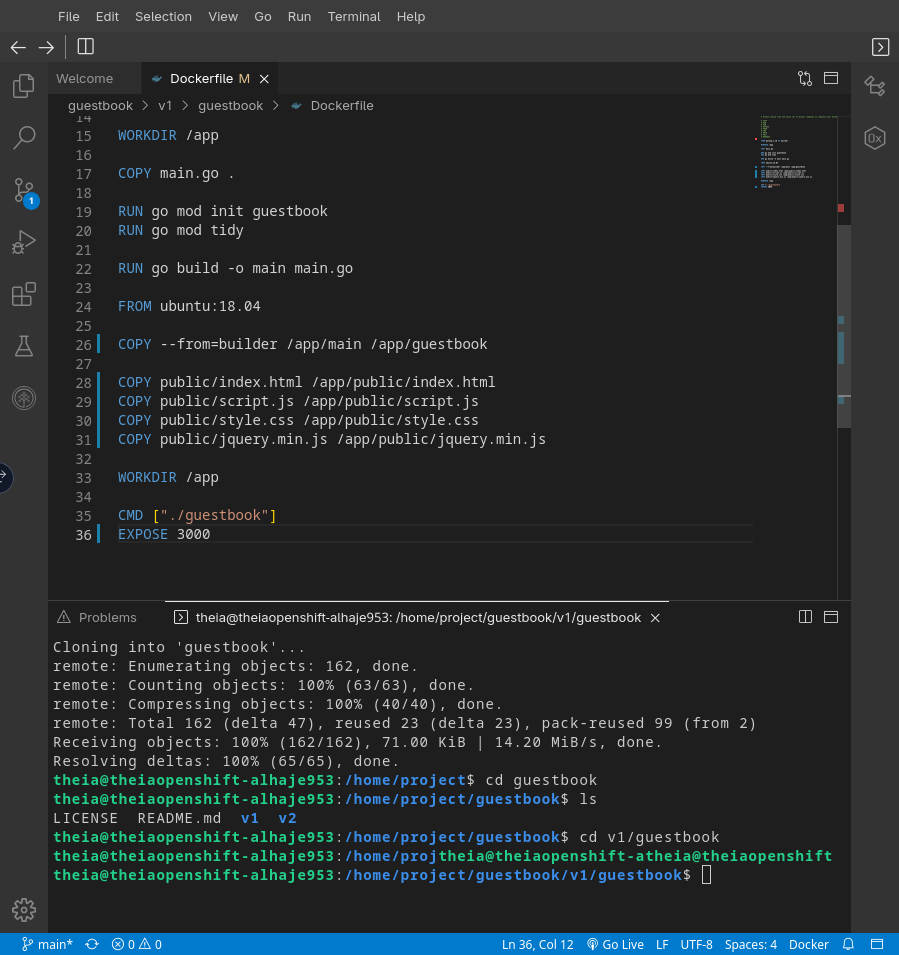 File Edit Selection View Go Run Terminal Help
Welcome
Dockerfile M
guestbook > v1 > guestbook > Dockerfile
14
15 WORKDIR /app
16
17 COPY main.go .
18
19 RUN go mod init guestbook
20 RUN go mod tidy
21
22 RUN go build -o main main.go
23
24 FROM ubuntu:18.04
25
26 COPY --from=builder /app/main /app/guestbook
27
28 COPY public/index.html /app/public/index.html
29 COPY public/script.js /app/public/script.js
30 COPY public/style.css /app/public/style.css
31 COPY public/jquery.min.js /app/public/jquery.min.js
32
33 WORKDIR /app
34
35 CMD ["./guestbook"]
36 EXPOSE 3000
1
0x
Problems
theia@theiaopenshift-alhaje953: /home/project/guestbook/v1/guestbook
Cloning into 'guestbook'...
remote: Enumerating objects: 162, done.
remote: Counting objects: 100% (63/63), done.
remote: Compressing objects: 100% (40/40), done.
remote: Total 162 (delta 47), reused 23 (delta 23), pack-reused 99 (from 2)
Receiving objects: 100% (162/162), 71.00 KiB | 14.20 MiB/s, done.
Resolving deltas: 100% (65/65), done.
theia@theiaopenshift-alhaje953:/home/project$ cd guestbook
theia@theiaopenshift-alhaje953:/home/project/guestbook$ ls
LICENSE README.md v1 v2
theia@theiaopenshift-alhaje953:/home/project/guestbook$ cd v1/guestbook
theia@theiaopenshift-alhaje953:/home/projtheia@theiaopenshift-atheia@theiaopenshift
theia@theiaopenshift-alhaje953:/home/project/guestbook/v1/guestbook$
main* 0 0 Ln 36, Col 12 Go Live LF UTF-8 Spaces: 4 Docker